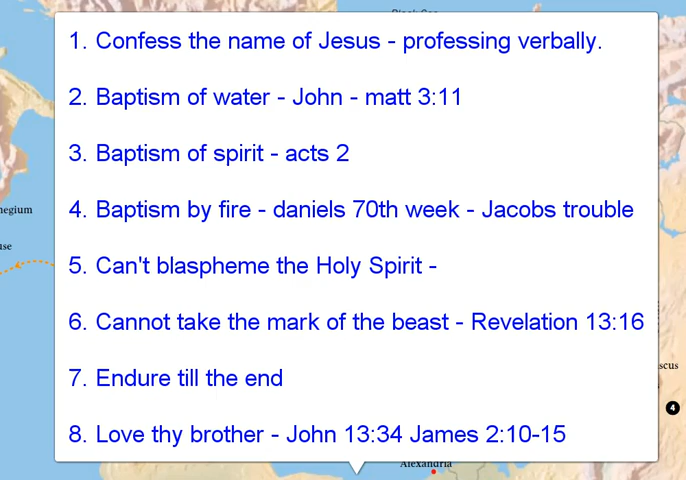 1. Confess the name of Jesus - professing verbally.
2. Baptism of water - John - matt 3:11
3. Baptism of spirit - acts 2
4. Baptism by fire - daniels 70th week - Jacobs trouble
5. Can't blaspheme the Holy Spirit -
6. Cannot take the mark of the beast - Revelation 13:16
7. Endure till the end
8. Love thy brother - John 13:34 James 2:10-15
4
Alexandria